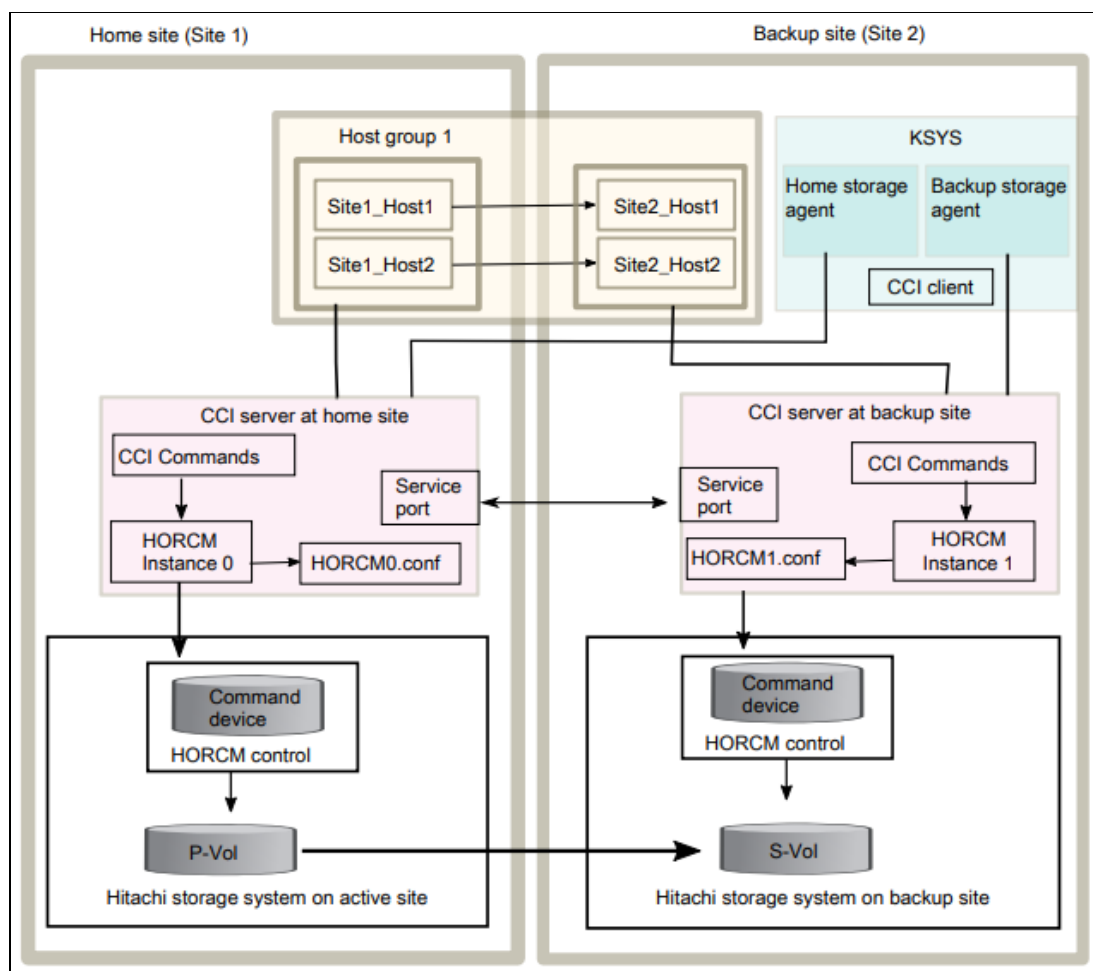 Home site (Site 1)
Backup site (Site 2)
Host group 1
KSYS
Site1_Host1
Site2_Host1
Site1_Host2
Site2_Host2
Home storage
agent
Backup storage
agent
CCI client
CCI server at home site
CCI Commands
Service
port
HORCM
Instance 0
HORCM0.conf
CCI server at backup site
CCI Commands
Service
port
HORCM1.conf
HORCM
Instance 1
Command
device
HORCM control
P-Vol
Hitachi storage system on active site
Command
device
HORCM control
S-Vol
Hitachi storage system on backup site